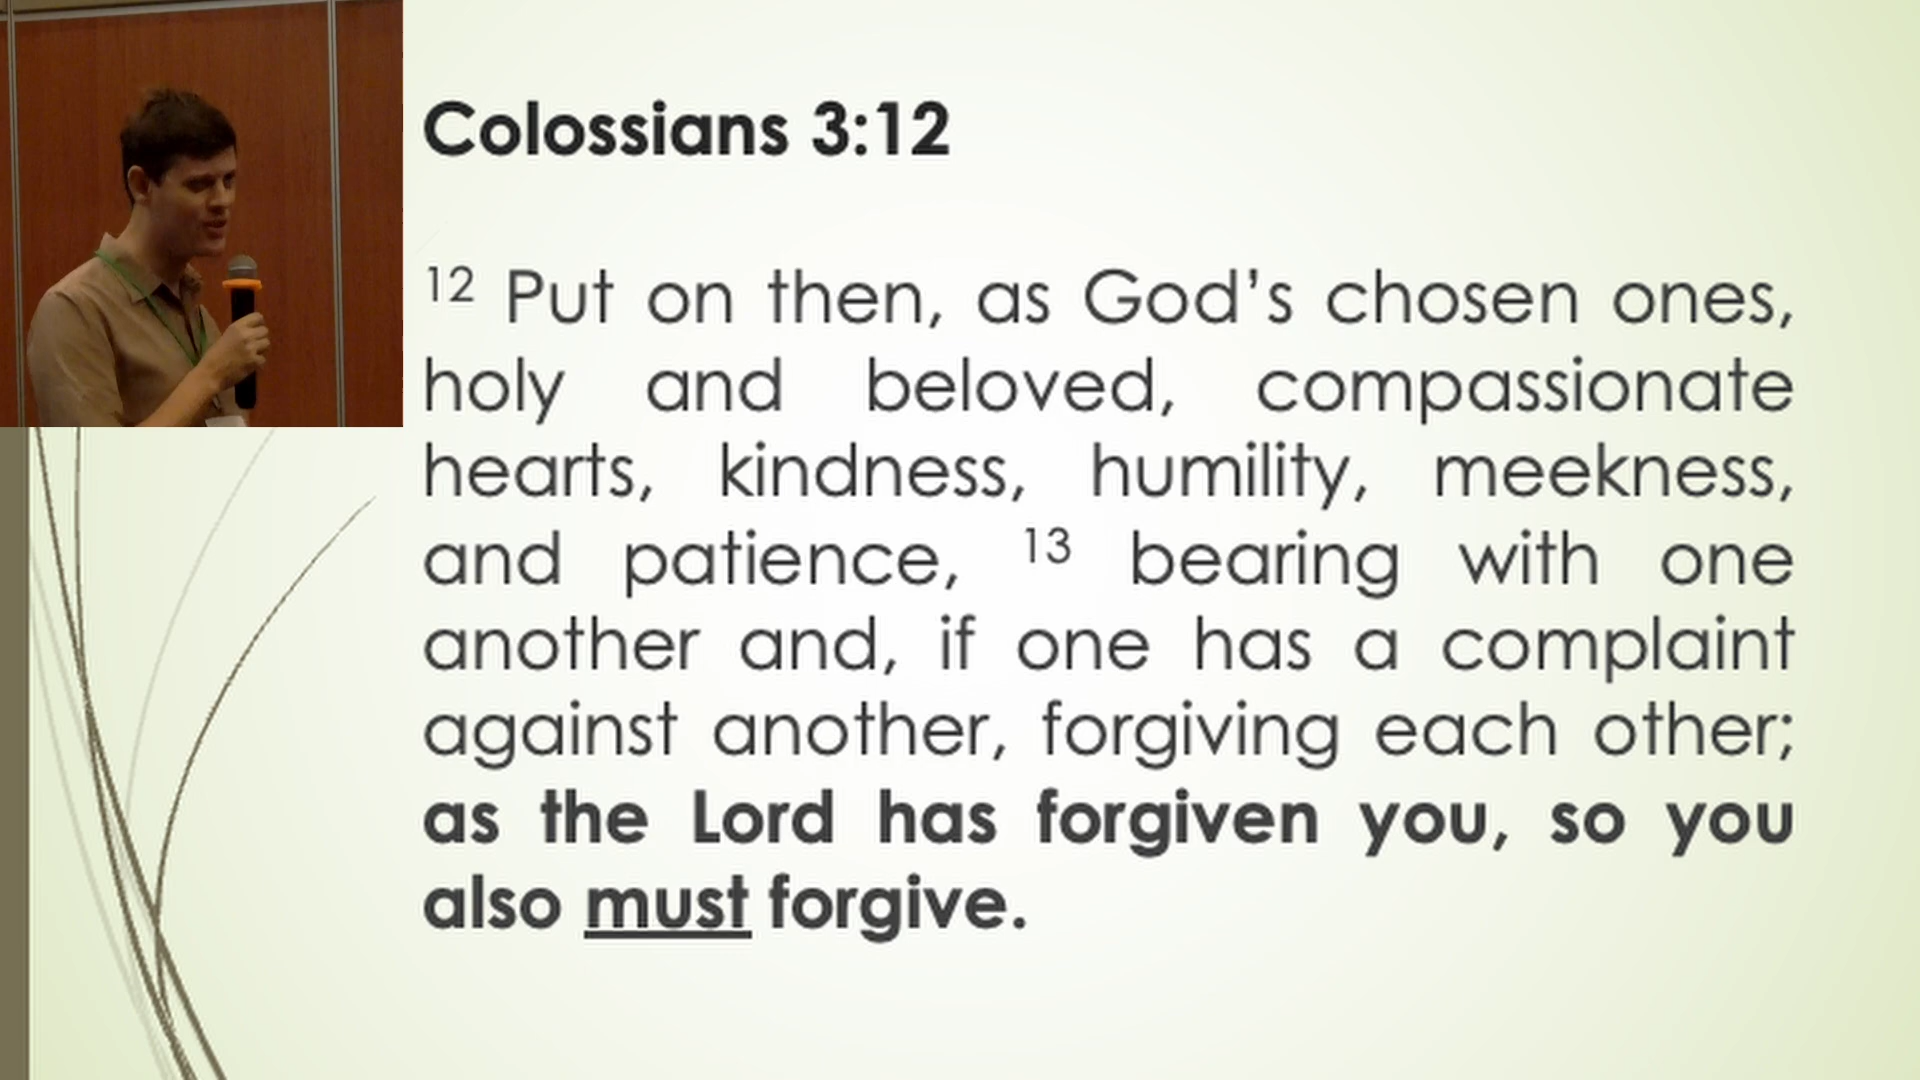 Colossians 3:12
12 Put on then, as God’s chosen ones,
holy and beloved, compassionate
hearts, kindness, humility, meekness,
and patience, 13 bearing with one
another and, if one has a complaint
against another, forgiving each other;
as the Lord has forgiven you, so you
also must forgive.